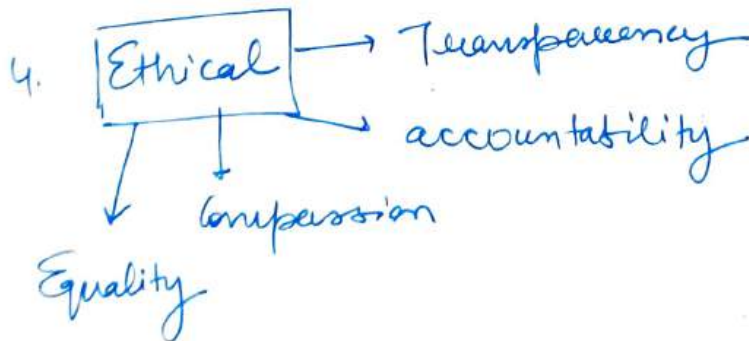 4. Ethical
Transparency
accountability
Compassion
Equality